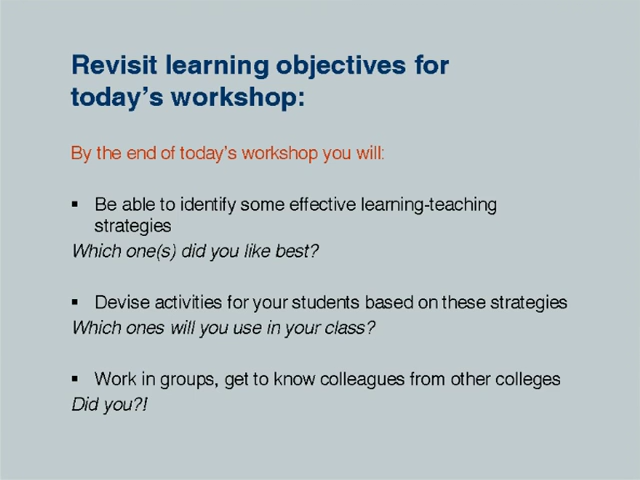 Revisit learning objectives for
today's workshop:
By the end of today's workshop you will:
▪ Be able to identify some effective learning-teaching
strategies
Which one(s) did you like best?
▪ Devise activities for your students based on these strategies
Which ones will you use in your class?
▪ Work in groups, get to know colleagues from other colleges
Did you?!